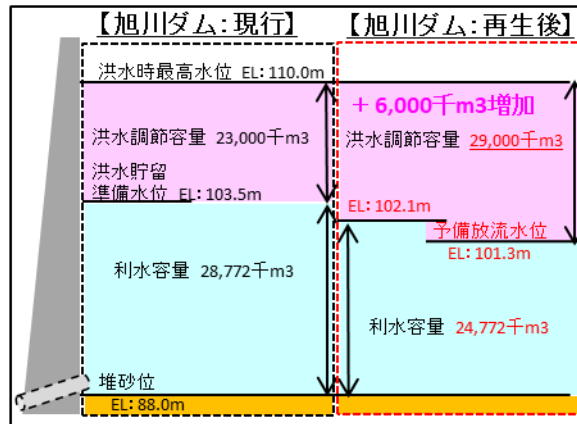 【旭川ダム:現行】
【旭川ダム:再生後】
洪水時最高水位 EL: 110.0m
+ 6,000千m3増加
洪水調節容量 23,000千m3
洪水調節容量 29,000千m3
洪水貯留
準備水位 EL: 103.5m
EL: 102.1m
予備放流水位
EL: 101.3m
利水容量 28,772千m3
利水容量 24,772千m3
堆砂位
EL: 88.0m